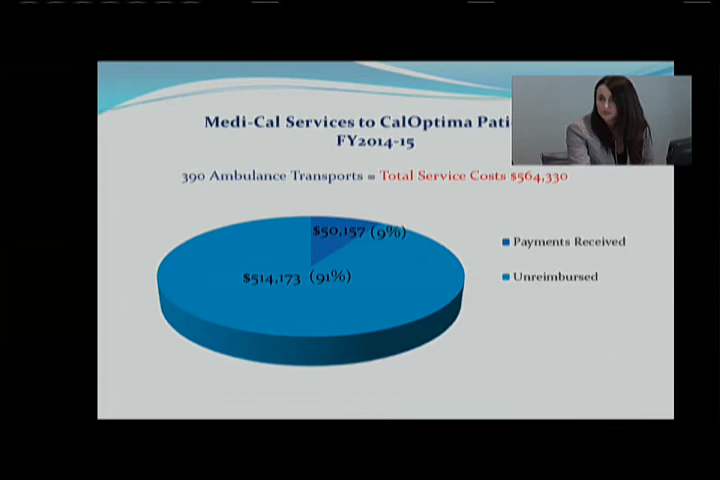 Medi-Cal Services to CalOptima
FY2014-15
390 Ambulance Transports = Total Service Costs $564,330
$50,157 (9%)
$514,173 (91%)
Payments Received
Unreimbursed